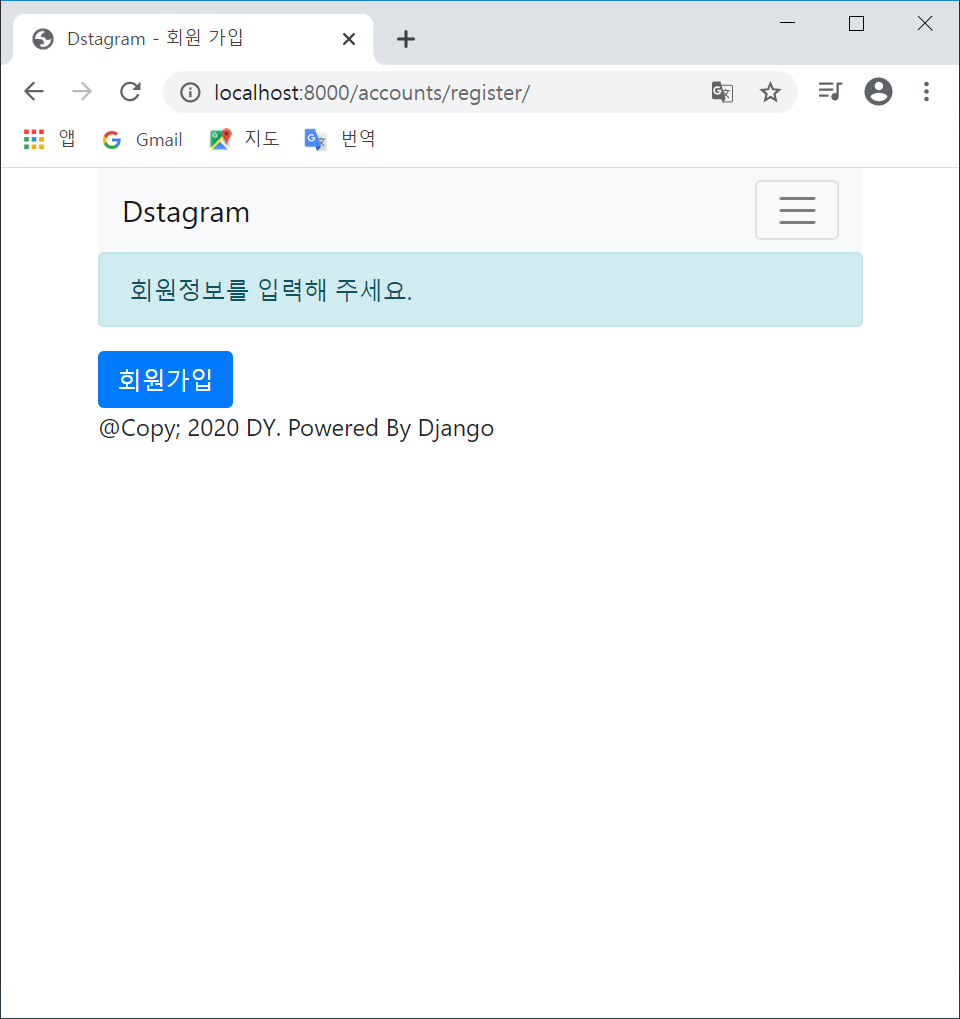 Dstagram - 회원 가입
localhost:8000/accounts/register/
앱 Gmail 지도 번역
Dstagram
회원정보를 입력해 주세요.
회원가입
@Copy; 2020 DY. Powered By Django